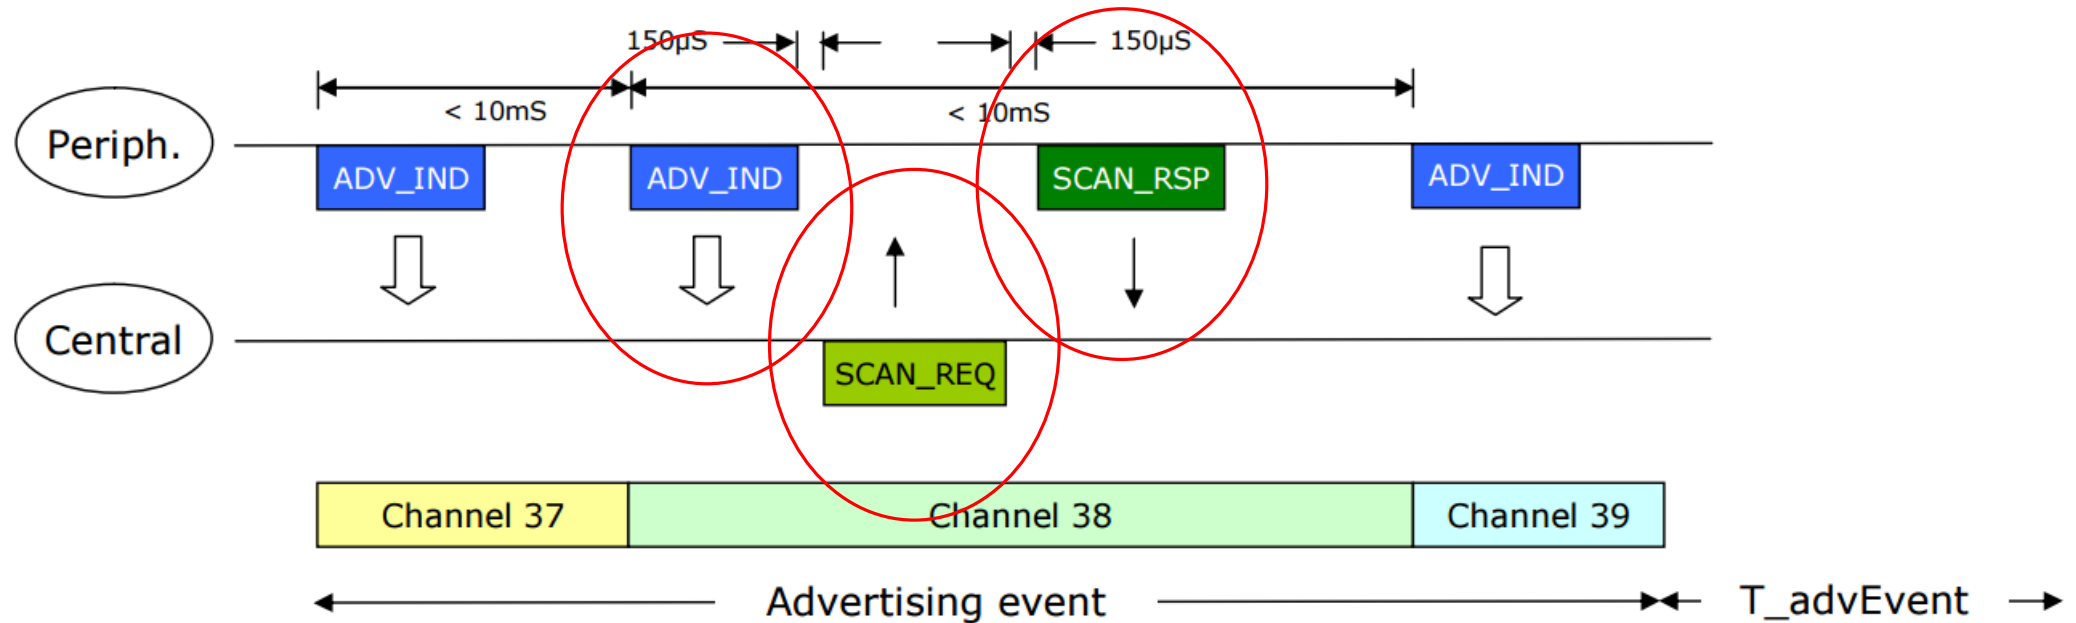 150µS 150µS
< 10mS < 10mS
Periph.
ADV_IND ADV_IND SCAN_RSP ADV_IND
Central
SCAN_REQ
Channel 37 Channel 38 Channel 39
Advertising event T_advEvent